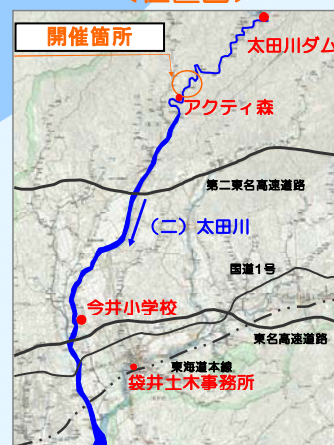 開催箇所
太田川ダム
アクティ森
第二東名高速道路
（二）太田川
国道1号
今井小学校
東名高速道路
東海道本線
袋井土木事務所